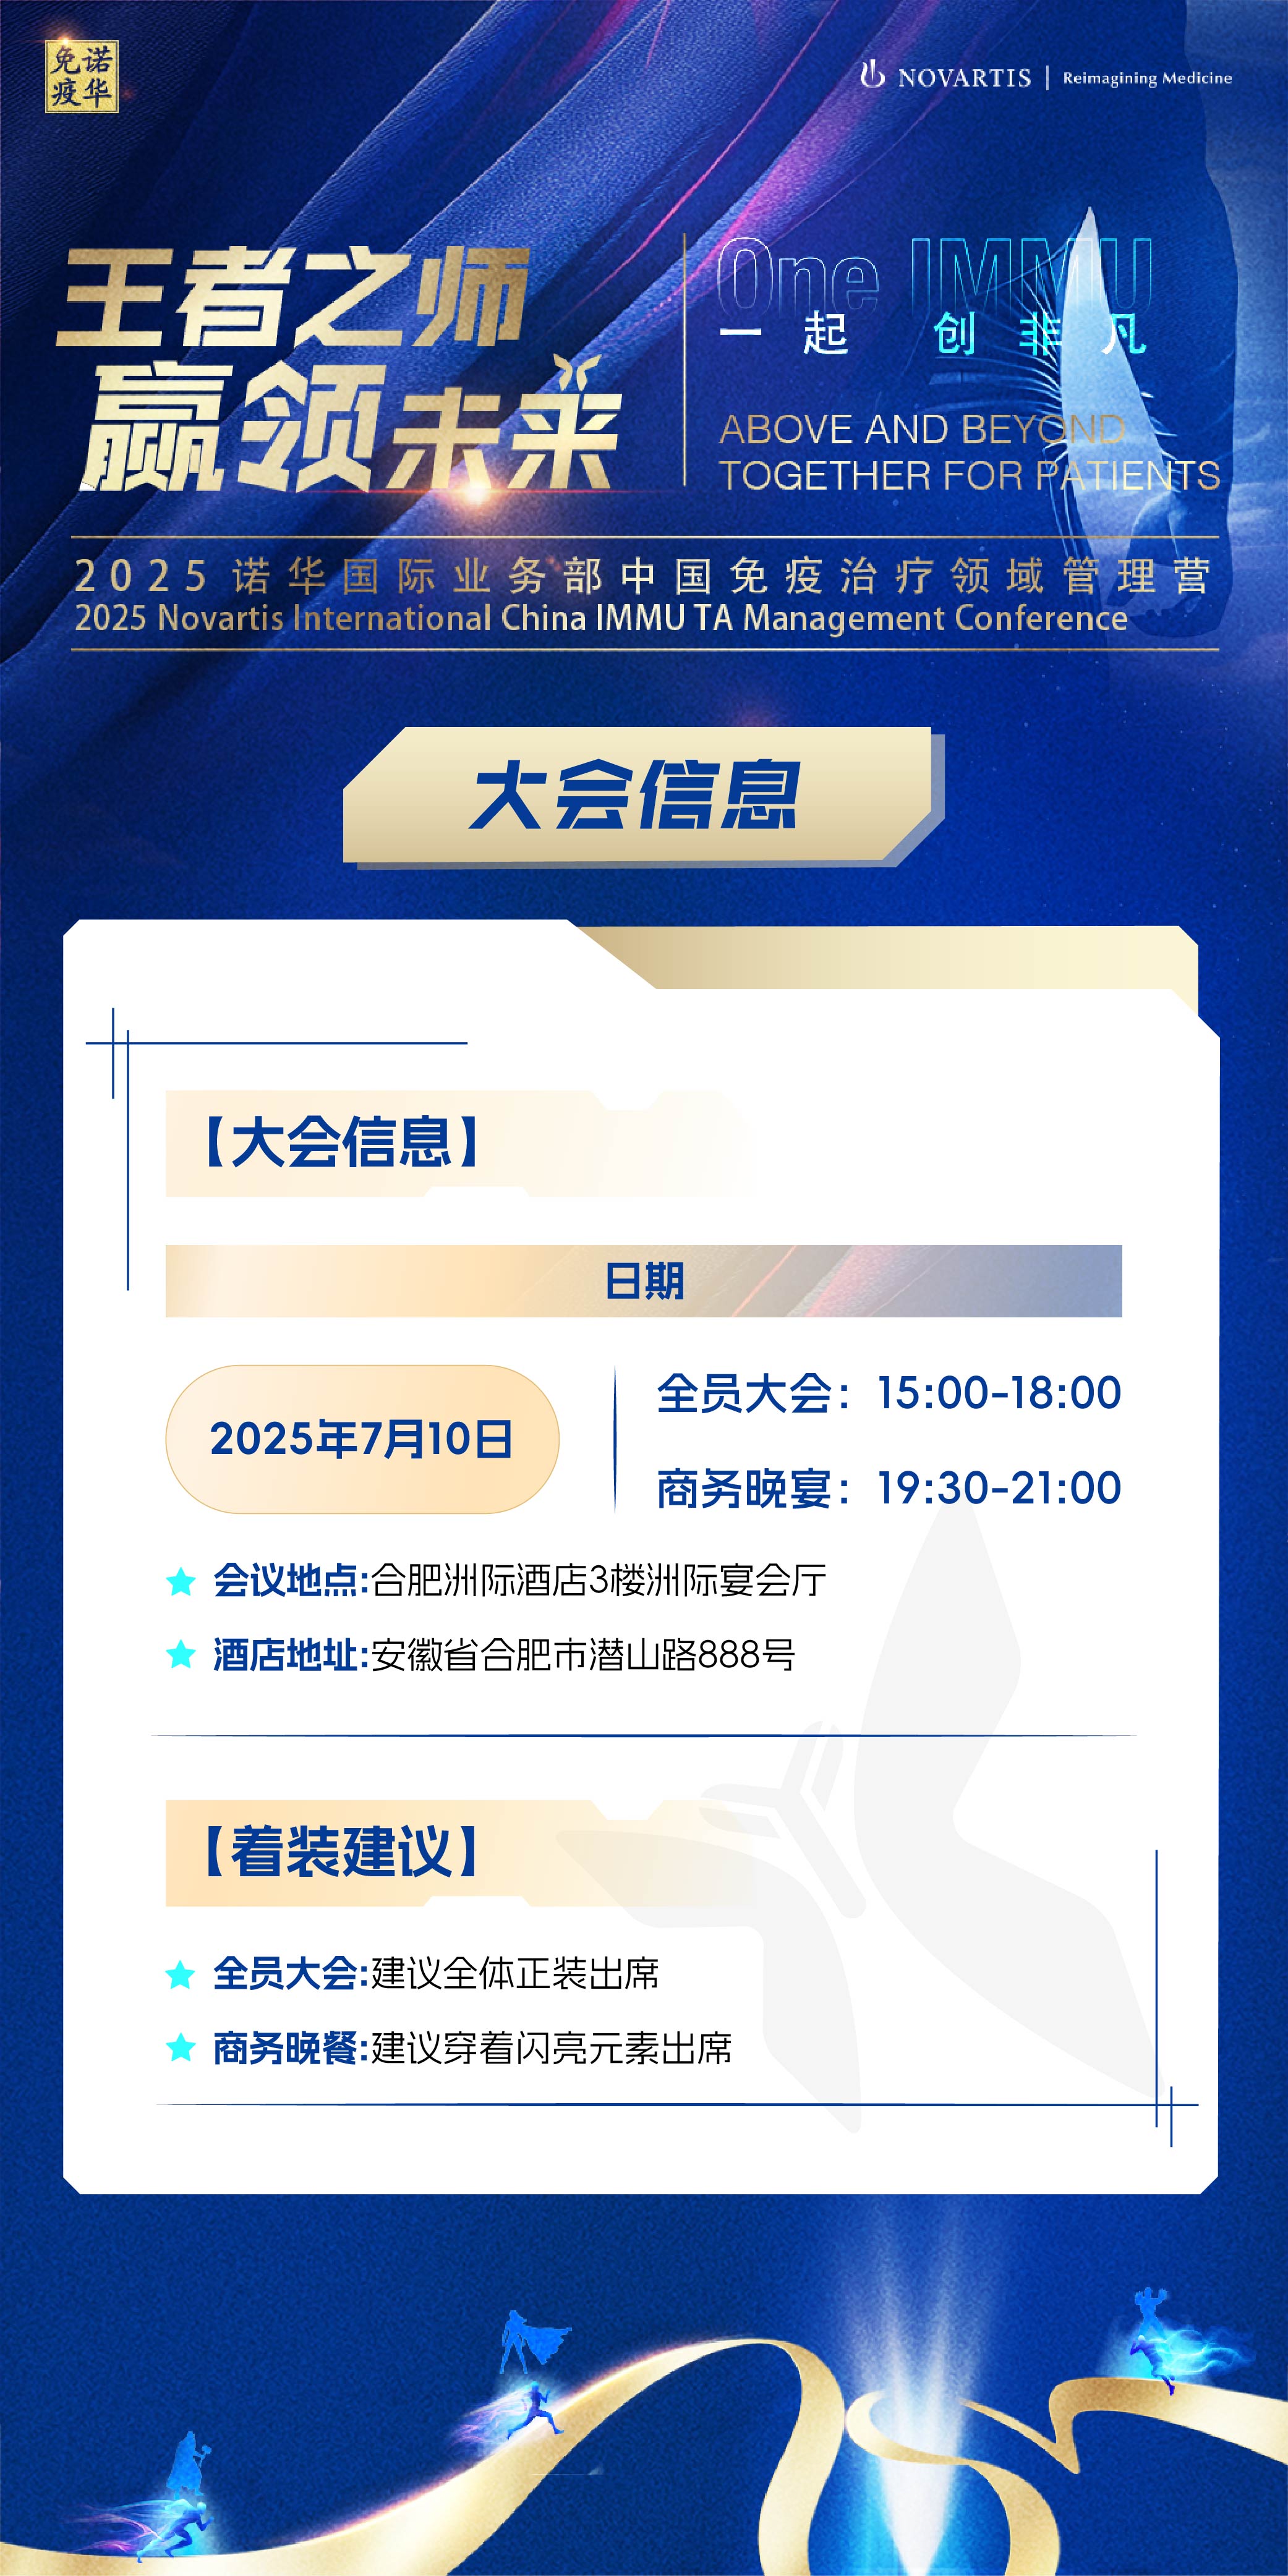 诺华
免疫
NOVARTIS | Reimagining Medicine
王者之师
赢领未来
One IMMU
一起 创非凡
ABOVE AND BEYOND
TOGETHER FOR PATIENTS
2025诺华国际业务部中国免疫治疗领域管理营
2025 Novartis International China IMMU TA Management Conference
大会信息
【大会信息】
日期
2025年7月10日
全员大会：15:00-18:00
商务晚宴：19:30-21:00
会议地点:合肥洲际酒店3楼洲际宴会厅
酒店地址:安徽省合肥市潜山路888号
【着装建议】
全员大会:建议全体正装出席
商务晚餐:建议穿着闪亮元素出席